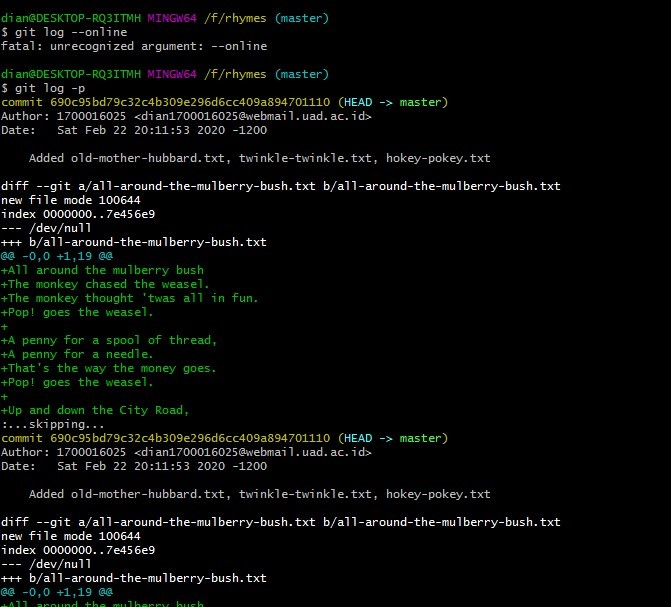 dian@DESKTOP-RQ3ITMH MINGW64 /f/rhymes (master)
$ git log --online
fatal: unrecognized argument: --online
dian@DESKTOP-RQ3ITMH MINGW64 /f/rhymes (master)
$ git log -p
commit 690c95bd79c32c4b309e296d6cc409a894701110 (HEAD -> master)
Author: 1700016025 <dian1700016025@webmail.uad.ac.id>
Date:   Sat Feb 22 20:11:53 2020 -1200
    Added old-mother-hubbard.txt, twinkle-twinkle.txt, hokey-pokey.txt
diff --git a/all-around-the-mulberry-bush.txt b/all-around-the-mulberry-bush.txt
new file mode 100644
index 0000000..7e456e9
--- /dev/null
+++ b/all-around-the-mulberry-bush.txt
@@ -0,0 +1,19 @@
+All around the mulberry bush
+The monkey chased the weasel.
+The monkey thought 'twas all in fun.
+Pop! goes the weasel.
+
+A penny for a spool of thread,
+A penny for a needle.
+That's the way the money goes.
+Pop! goes the weasel.
+
+Up and down the City Road,
:...skipping...
commit 690c95bd79c32c4b309e296d6cc409a894701110 (HEAD -> master)
Author: 1700016025 <dian1700016025@webmail.uad.ac.id>
Date:   Sat Feb 22 20:11:53 2020 -1200
    Added old-mother-hubbard.txt, twinkle-twinkle.txt, hokey-pokey.txt
diff --git a/all-around-the-mulberry-bush.txt b/all-around-the-mulberry-bush.txt
new file mode 100644
index 0000000..7e456e9
--- /dev/null
+++ b/all-around-the-mulberry-bush.txt
@@ -0,0 +1,19 @@
+All around the mulberry bush